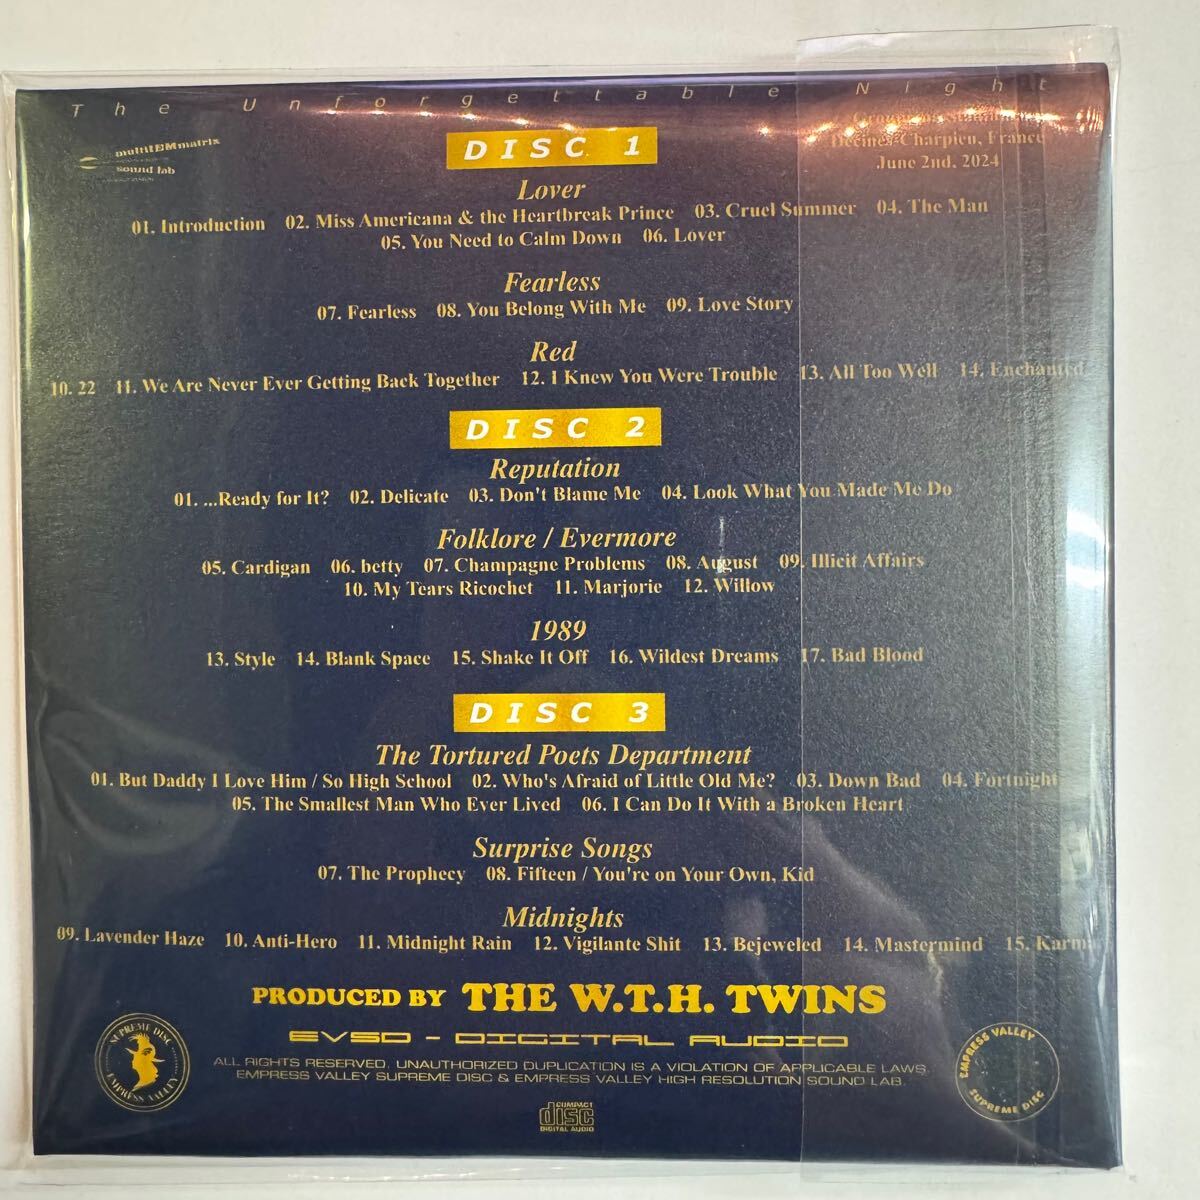 The Unforgettable Night
multiIEMmatrix
sound lab
Décines-Charpieu, France
June 2nd, 2024
DISC 1
Lover
01. Introduction 02. Miss Americana & the Heartbreak Prince 03. Cruel Summer 04. The Man
05. You Need to Calm Down 06. Lover
Fearless
07. Fearless 08. You Belong With Me 09. Love Story
Red
10. 22 11. We Are Never Ever Getting Back Together 12. I Knew You Were Trouble 13. All Too Well 14. Enchanted
DISC 2
Reputation
01. ...Ready for It? 02. Delicate 03. Don't Blame Me 04. Look What You Made Me Do
Folklore / Evermore
05. Cardigan 06. betty 07. Champagne Problems 08. August 09. Illicit Affairs
10. My Tears Ricochet 11. Marjorie 12. Willow
1989
13. Style 14. Blank Space 15. Shake It Off 16. Wildest Dreams 17. Bad Blood
DISC 3
The Tortured Poets Department
01. But Daddy I Love Him / So High School 02. Who's Afraid of Little Old Me? 03. Down Bad 04. Fortnight
05. The Smallest Man Who Ever Lived 06. I Can Do It With a Broken Heart
Surprise Songs
07. The Prophecy 08. Fifteen / You're on Your Own, Kid
Midnights
09. Lavender Haze 10. Anti-Hero 11. Midnight Rain 12. Vigilante Shit 13. Bejeweled 14. Mastermind 15. Karma
PRODUCED BY THE W.T.H. TWINS
EVSD - DIGITAL AUDIO
ALL RIGHTS RESERVED. UNAUTHORIZED DUPLICATION IS A VIOLATION OF APPLICABLE LAWS.
EMPRESS VALLEY SUPREME DISC & EMPRESS VALLEY HIGH RESOLUTION SOUND LAB.
SUPREME DISC
EMPRESS VALLEY
EMPRESS VALLEY
SUPREME DISC
COMPACT
disc
DIGITAL AUDIO